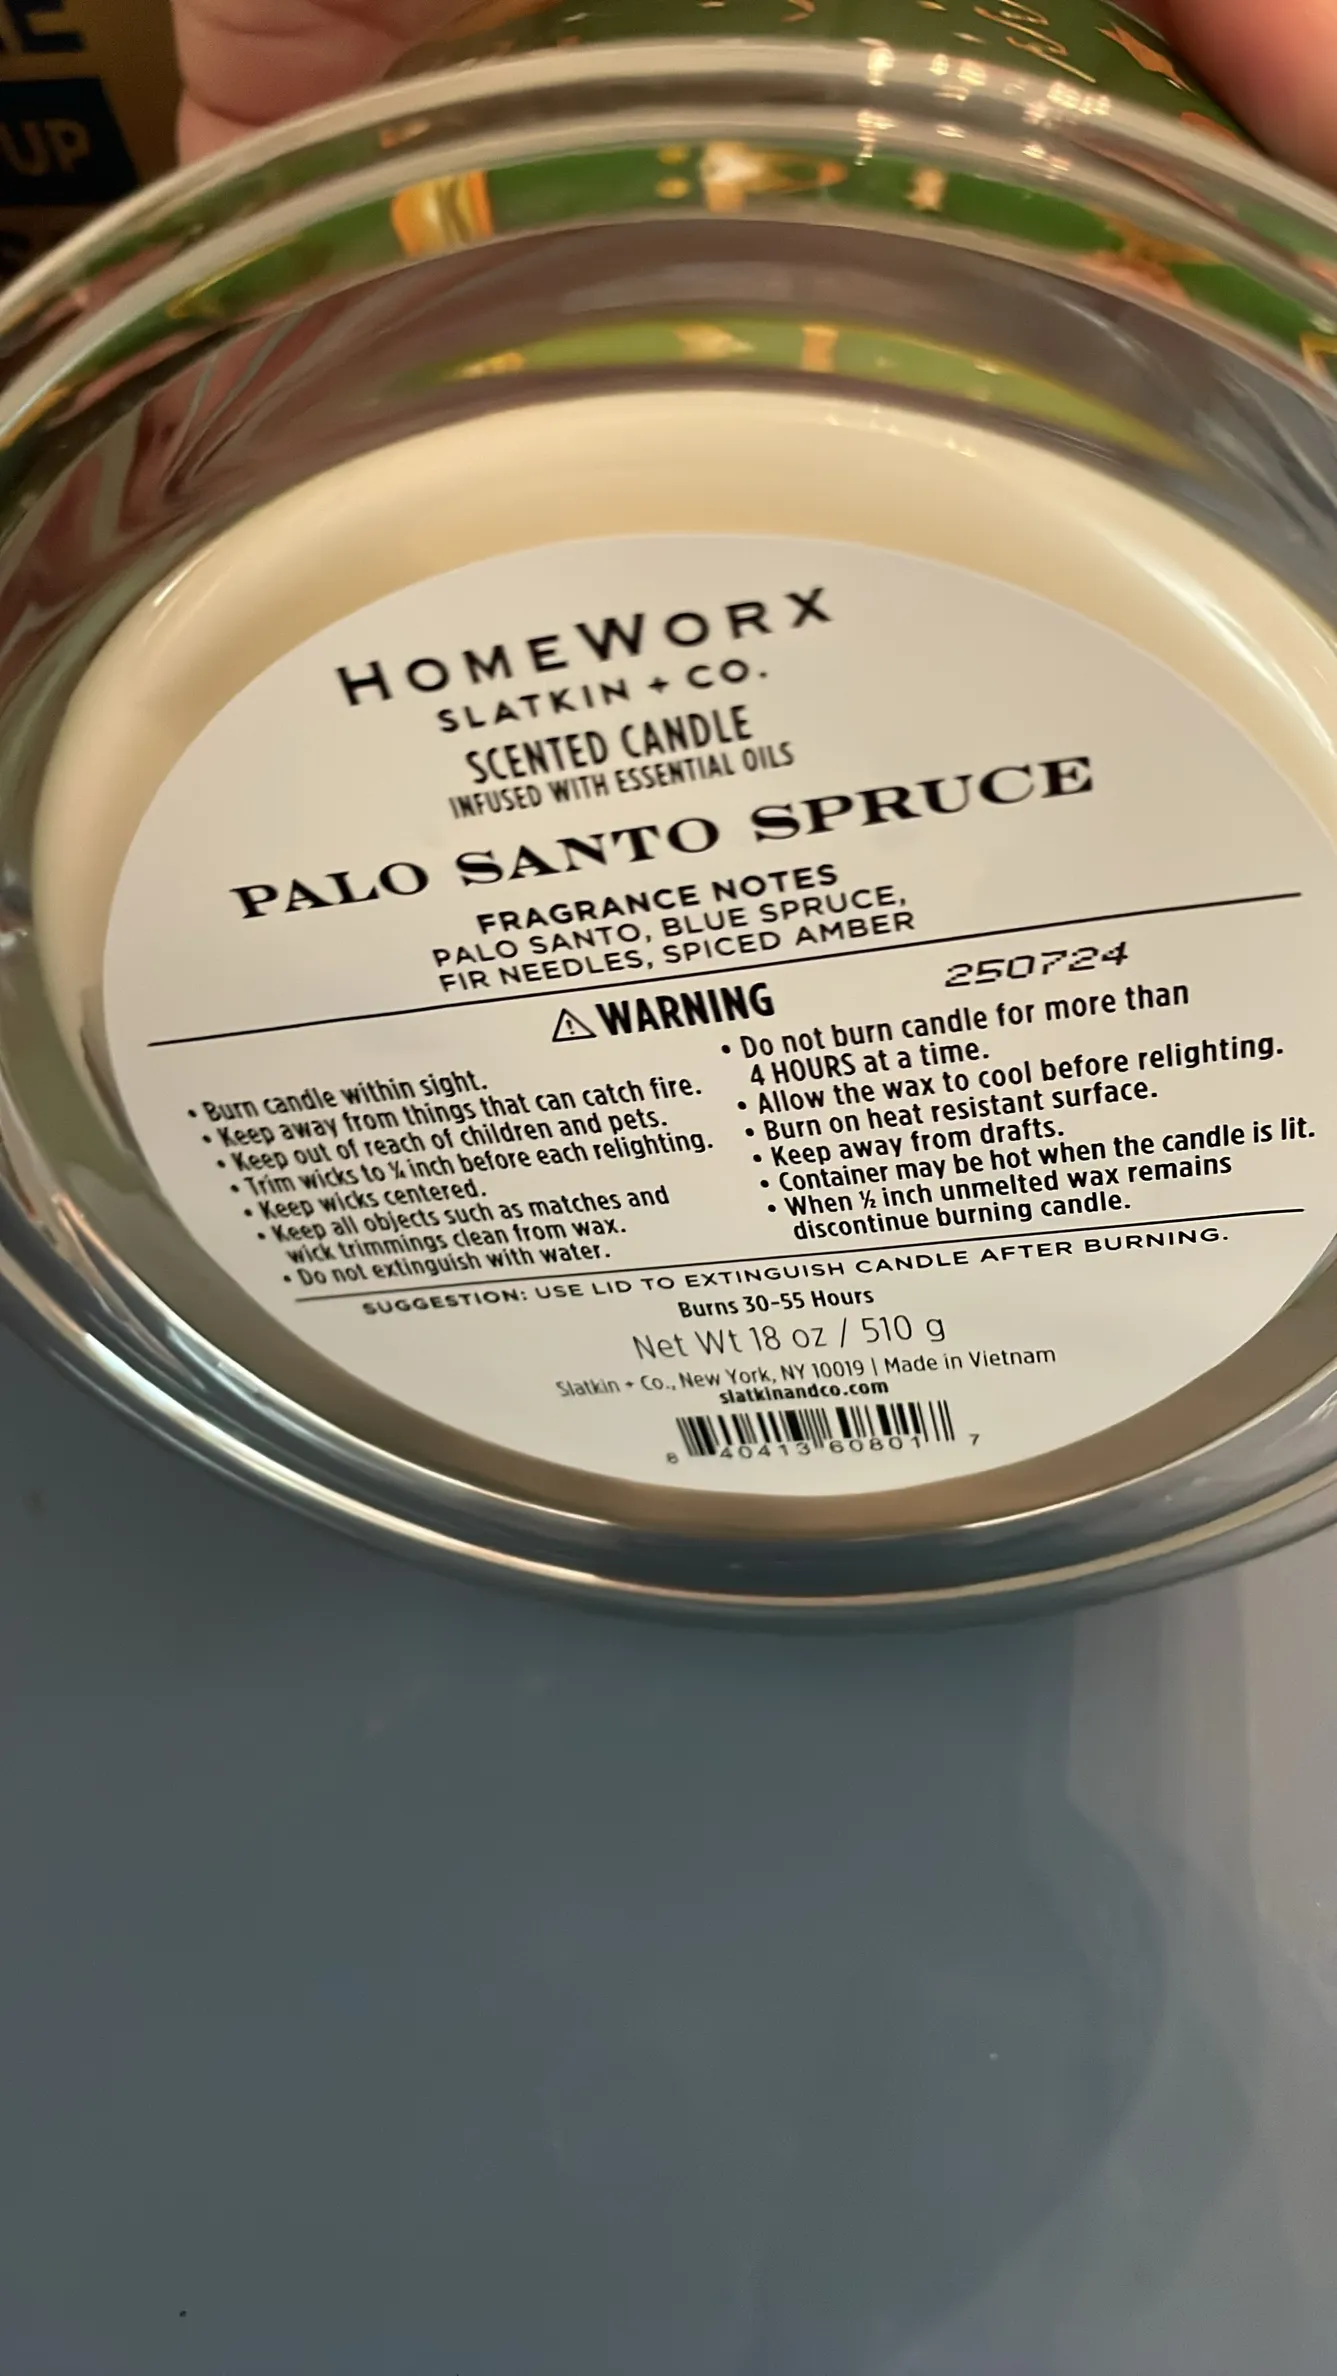 UP
HOMEWORX
SLATKIN + CO.
SCENTED CANDLE
INFUSED WITH ESSENTIAL OILS
PALO SANTO SPRUCE
FRAGRANCE NOTES
PALO SANTO, BLUE SPRUCE,
FIR NEEDLES, SPICED AMBER
⚠WARNING
250724
• Burn candle within sight.
• Keep away from things that can catch fire.
• Keep out of reach of children and pets.
• Trim wicks to ¼ inch before each relighting.
• Keep wicks centered.
• Keep all objects such as matches and
wick trimmings clean from wax.
• Do not extinguish with water.
• Do not burn candle for more than
4 HOURS at a time.
• Allow the wax to cool before relighting.
• Burn on heat resistant surface.
• Keep away from drafts.
• Container may be hot when the candle is lit.
• When ½ inch unmelted wax remains
discontinue burning candle.
SUGGESTION: USE LID TO EXTINGUISH CANDLE AFTER BURNING.
Burns 30-55 Hours
Net Wt 18 oz / 510 g
Slatkin + Co., New York, NY 10019 | Made in Vietnam
slatkinandco.com
8 40413 60801 7